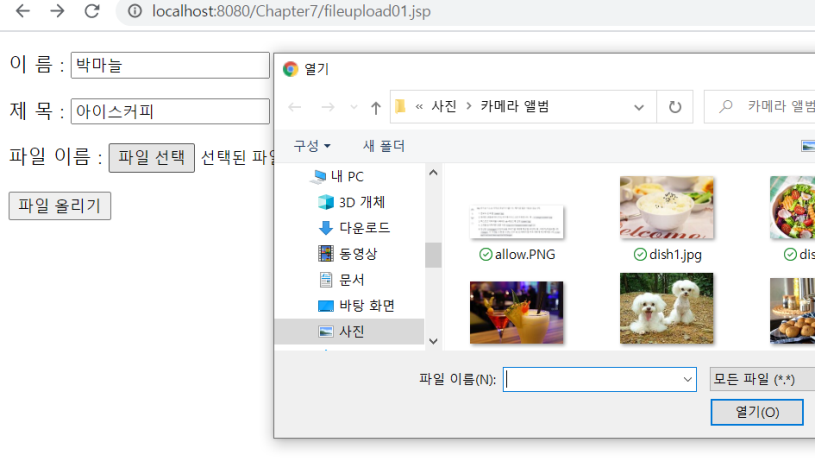 localhost:8080/Chapter7/fileupload01.jsp
이 름 : 박마늘
제 목 : 아이스커피
파일 이름 : 파일 선택 선택된 파일
파일 올리기
열기
« 사진 > 카메라 앨범
카메라 앨범
구성 새 폴더
내 PC
3D 개체
다운로드
동영상
문서
바탕 화면
사진
allow.PNG
dish1.jpg
dis
파일 이름(N):
모든 파일 (*.*)
열기(O)